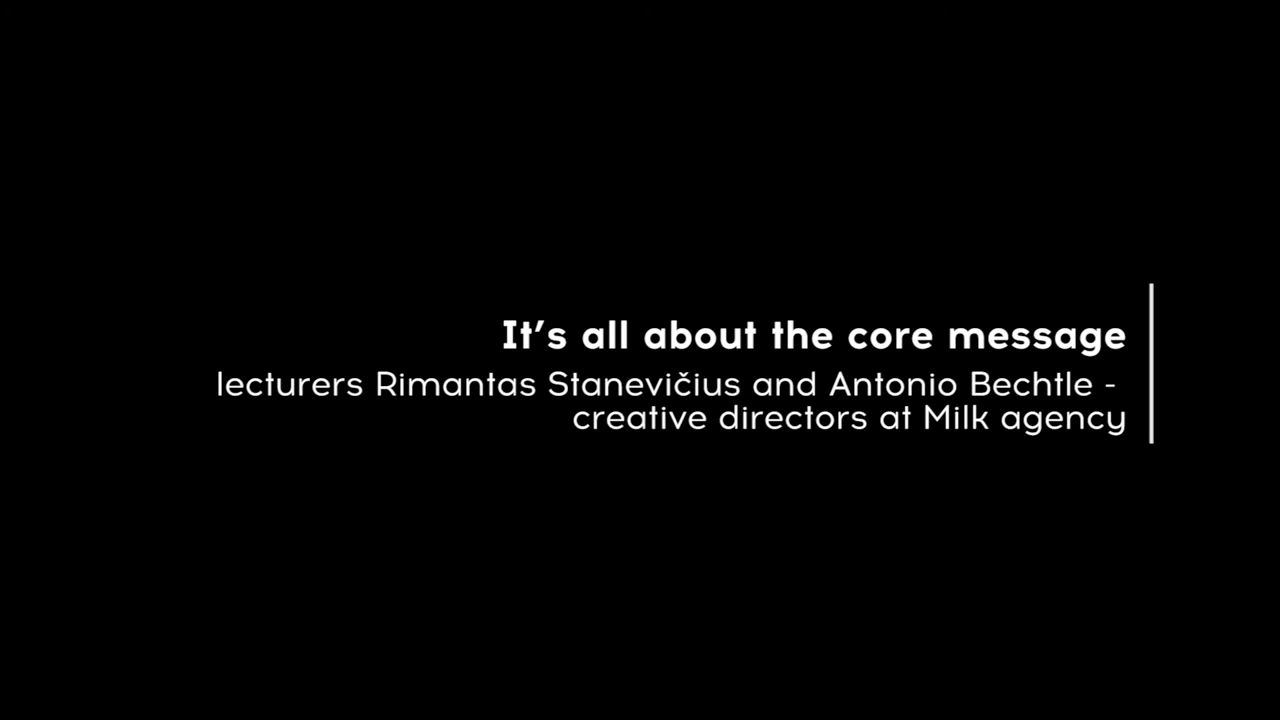 It's all about the core message
lecturers Rimantas Stanevičius and Antonio Bechtle -
creative directors at Milk agency